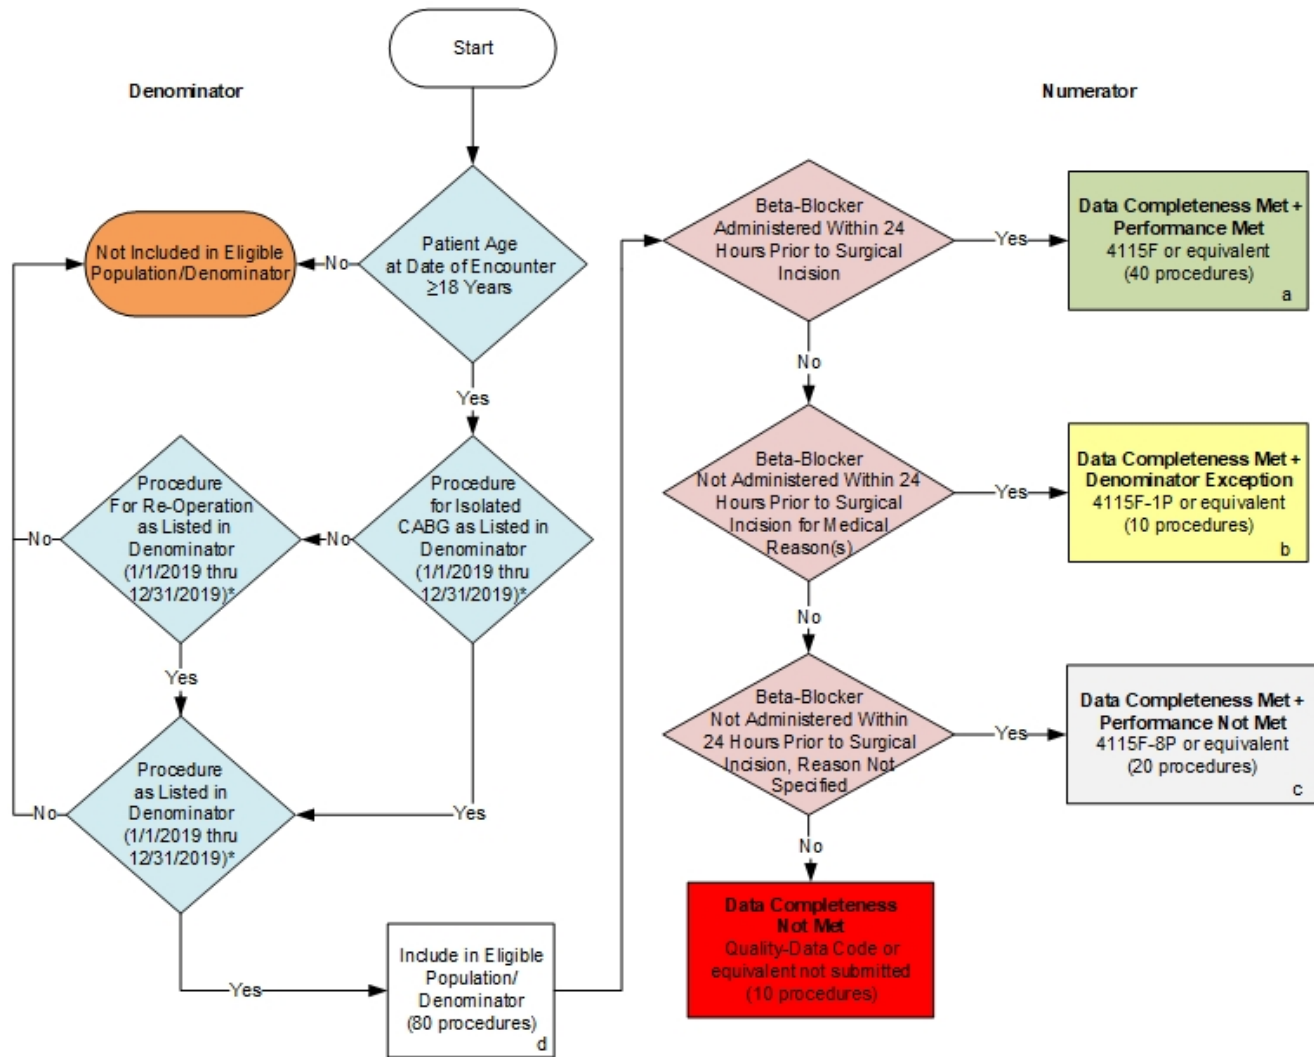 Start
Denominator
Numerator
Patient Age
at Date of Encounter
≥18 Years
No
Not Included in Eligible
Population/Denominator
Yes
Procedure
for Isolated
CABG as Listed in
Denominator
(1/1/2019 thru
12/31/2019)*
No
Procedure
For Re-Operation
as Listed in
Denominator
(1/1/2019 thru
12/31/2019)*
No
Yes
Yes
Procedure
as Listed in
Denominator
(1/1/2019 thru
12/31/2019)*
No
Yes
Include in Eligible
Population/
Denominator
(80 procedures)
d
Beta-Blocker
Administered Within 24
Hours Prior to Surgical
Incision
Yes
Data Completeness Met +
Performance Met
4115F or equivalent
(40 procedures)
a
No
Beta-Blocker
Not Administered Within 24
Hours Prior to Surgical
Incision for Medical
Reason(s)
Yes
Data Completeness Met +
Denominator Exception
4115F-1P or equivalent
(10 procedures)
b
No
Beta-Blocker
Not Administered Within
24 Hours Prior to Surgical
Incision, Reason Not
Specified
Yes
Data Completeness Met +
Performance Not Met
4115F-8P or equivalent
(20 procedures)
c
No
Data Completeness
Not Met
Quality-Data Code or
equivalent not submitted
(10 procedures)